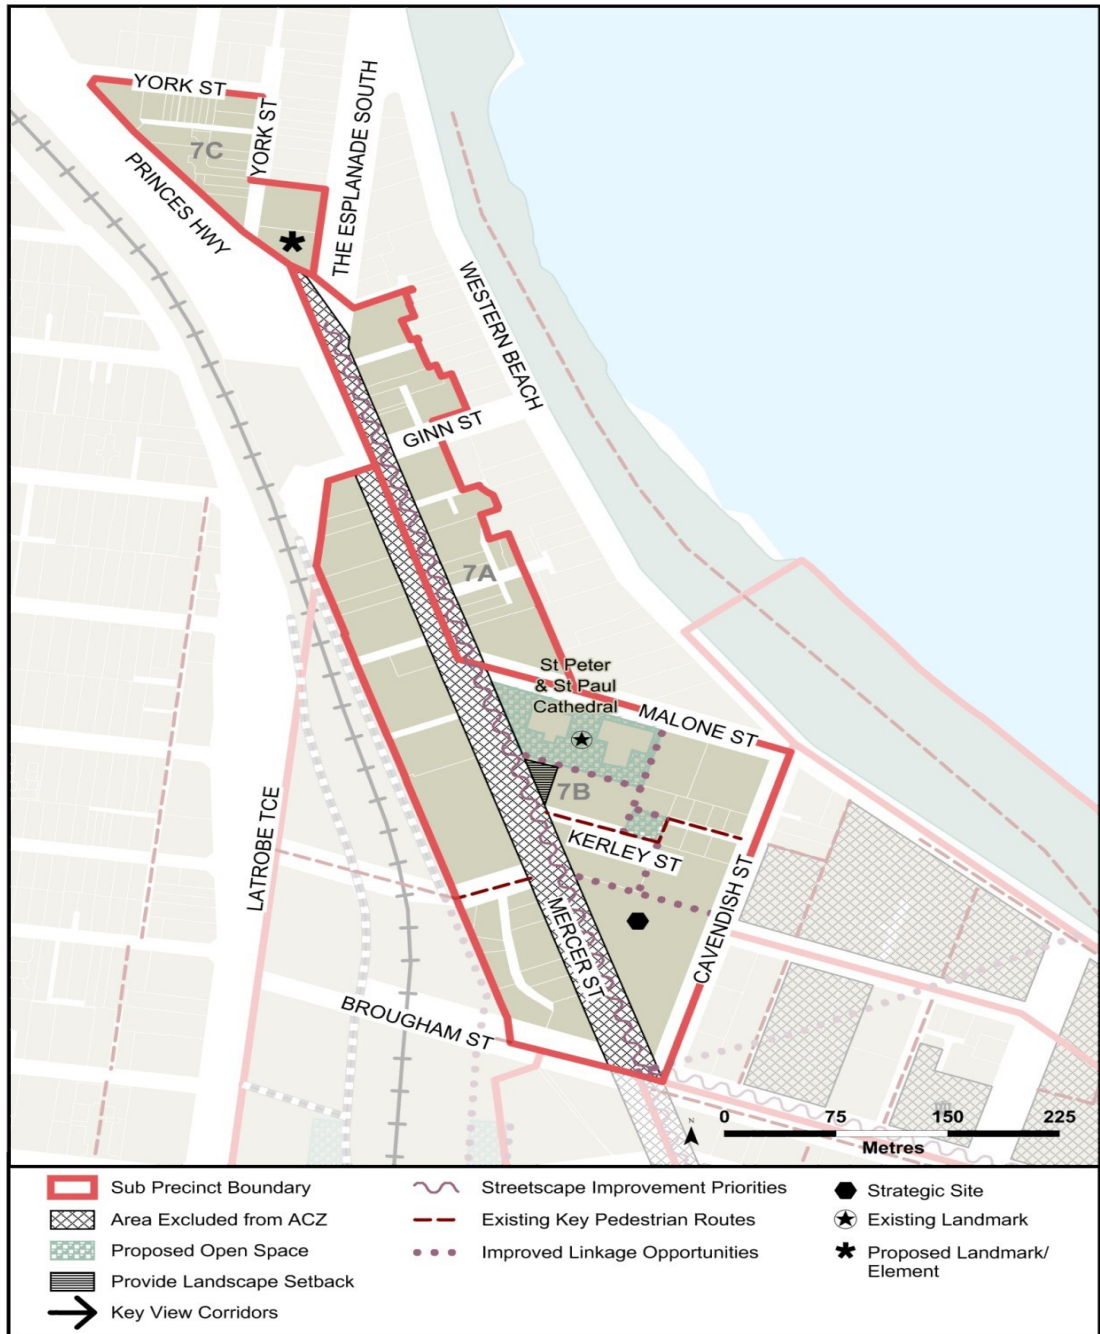 YORK ST
YORK ST
7C
THE ESPLANADE SOUTH
PRINCES HWY
WESTERN BEACH
GINN ST
7A
St Peter
& St Paul
Cathedral
MALONE ST
7B
KERLEY ST
LATROBE TCE
MERCER ST
CAVENDISH ST
BROUGHAM ST
N
0 75 150 225
Metres
Sub Precinct Boundary
Area Excluded from ACZ
Proposed Open Space
Provide Landscape Setback
Key View Corridors
Streetscape Improvement Priorities
Existing Key Pedestrian Routes
Improved Linkage Opportunities
Strategic Site
Existing Landmark
Proposed Landmark/
Element